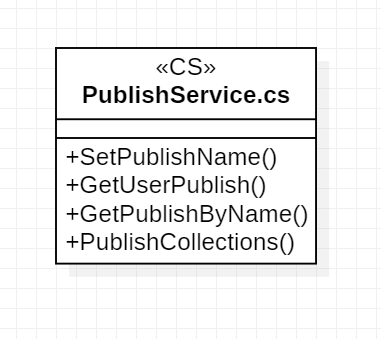 «CS»
PublishService.cs
+SetPublishName()
+GetUserPublish()
+GetPublishByName()
+PublishCollections()